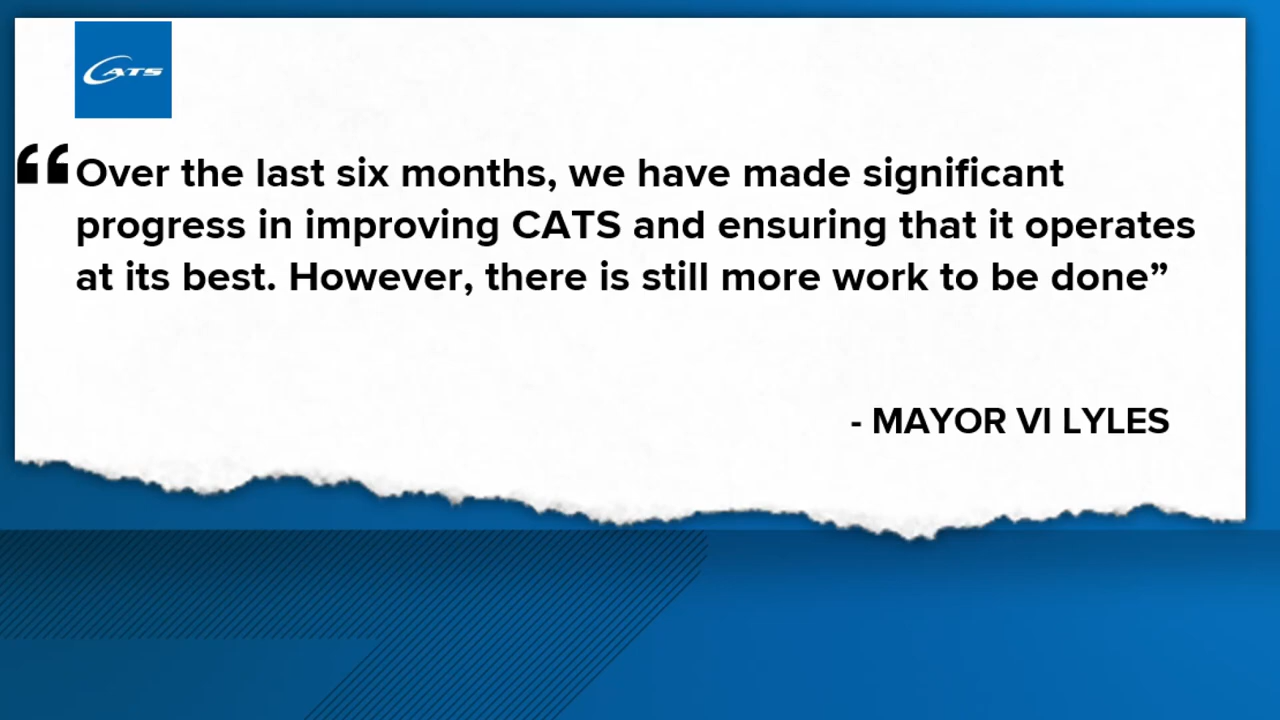 CATS
“Over the last six months, we have made significant
progress in improving CATS and ensuring that it operates
at its best. However, there is still more work to be done”
- MAYOR VI LYLES